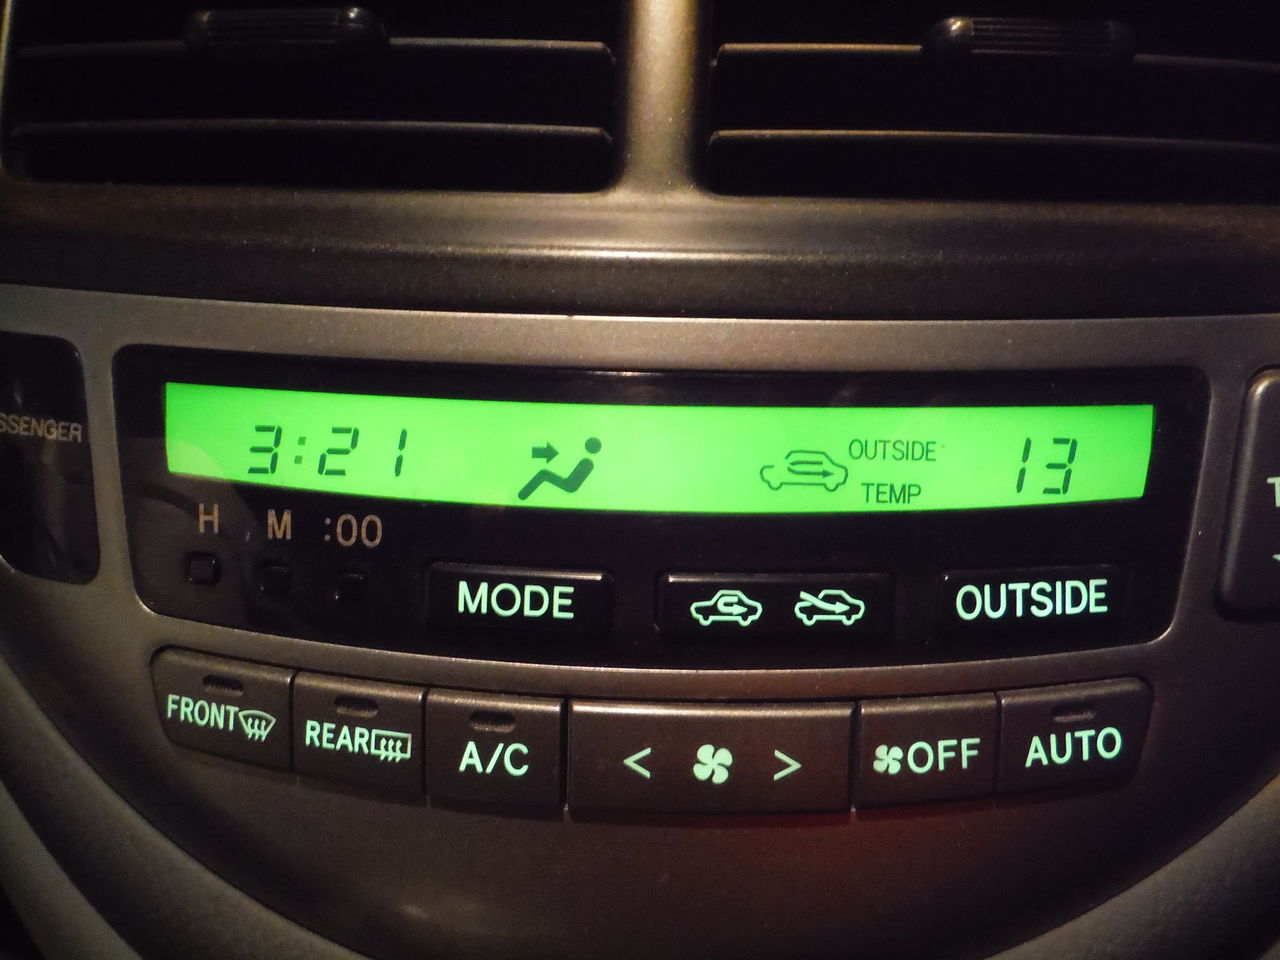 3:21 OUTSIDE TEMP 13
SSENGER
H M :00
MODE OUTSIDE
FRONT REAR A/C < > OFF AUTO
T